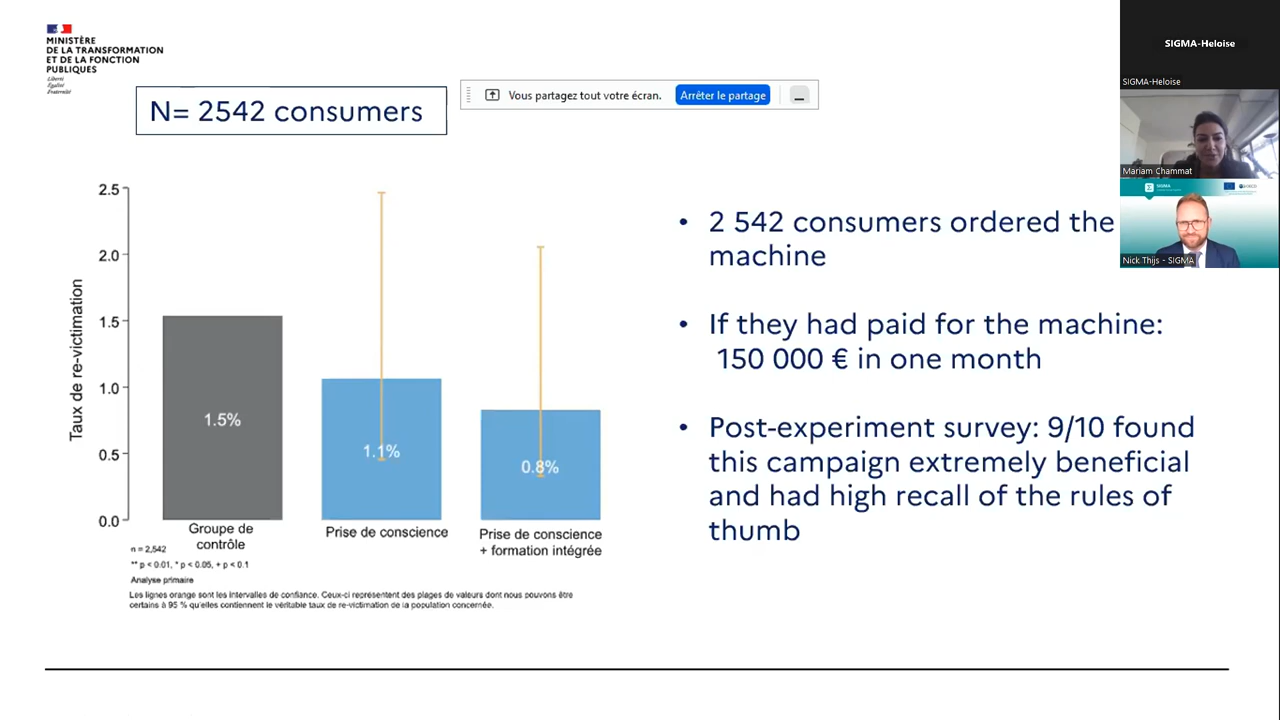 MINISTÈRE
DE LA TRANSFORMATION
ET DE LA FONCTION
PUBLIQUES
Liberté
Égalité
Fraternité
N= 2542 consumers
Vous partagez tout votre écran.
Arrêter le partage
SIGMA-Heloise
SIGMA-Heloise
Mariam Chammat
SIGMA
OECD
Nick Thijs - SIGMA
Taux de re-victimation
2.5
2.0
1.5
1.0
0.5
0.0
1.5%
1.1%
0.8%
Groupe de
contrôle
Prise de conscience
Prise de conscience
+ formation intégrée
n = 2,542
** p < 0.01, * p < 0.05, + p < 0.1
Analyse primaire
Les lignes orange sont les intervalles de confiance. Ceux-ci représentent des plages de valeurs dont nous pouvons être
certains à 95 % qu'elles contiennent le véritable taux de re-victimation de la population concernée.
• 2 542 consumers ordered the
machine
• If they had paid for the machine:
150 000 € in one month
• Post-experiment survey: 9/10 found
this campaign extremely beneficial
and had high recall of the rules of
thumb